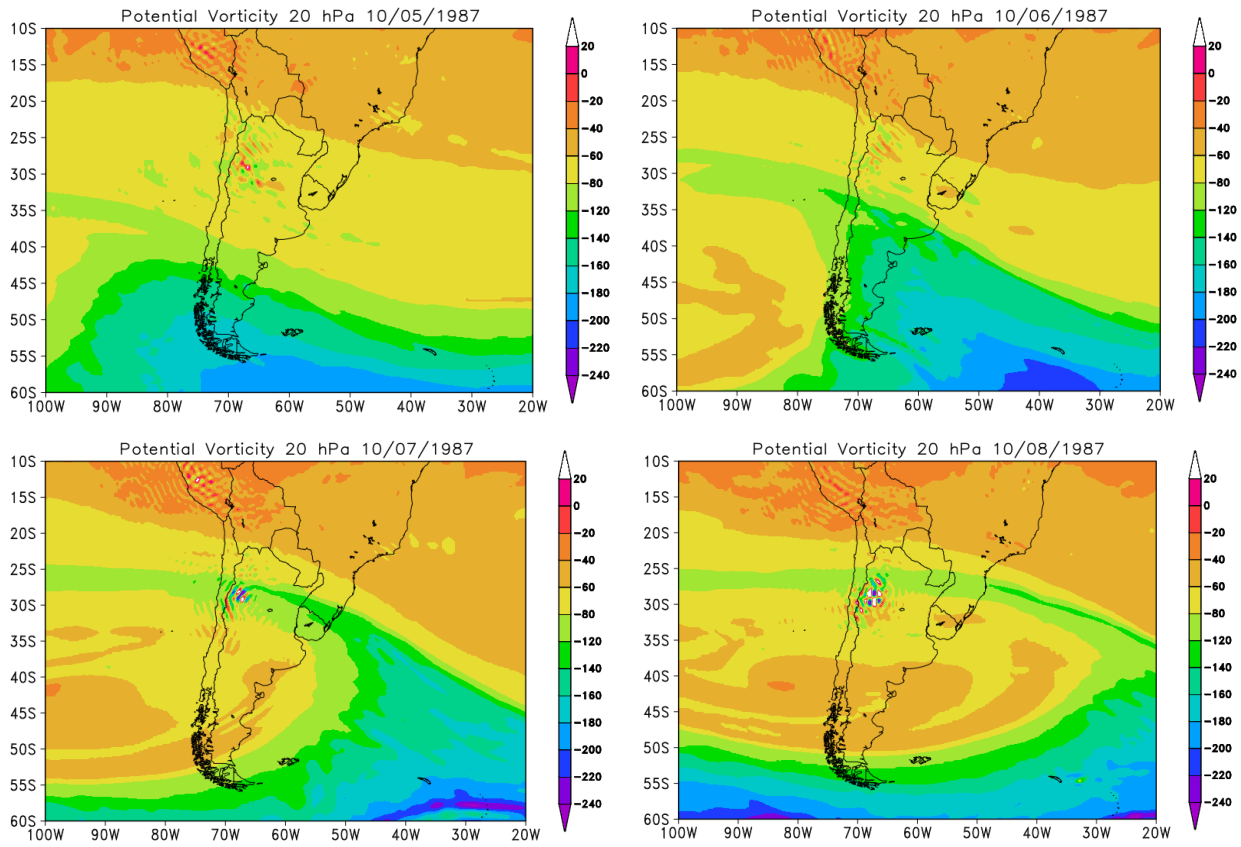 Potential Vorticity 20 hPa 10/05/1987
10S
15S
20S
25S
30S
35S
40S
45S
50S
55S
60S
100W 90W 80W 70W 60W 50W 40W 30W 20W
20
0
−20
−40
−60
−80
−120
−140
−160
−180
−200
−220
−240
Potential Vorticity 20 hPa 10/06/1987
10S
15S
20S
25S
30S
35S
40S
45S
50S
55S
60S
100W 90W 80W 70W 60W 50W 40W 30W 20W
20
0
−20
−40
−60
−80
−120
−140
−160
−180
−200
−220
−240
Potential Vorticity 20 hPa 10/07/1987
10S
15S
20S
25S
30S
35S
40S
45S
50S
55S
60S
100W 90W 80W 70W 60W 50W 40W 30W 20W
20
0
−20
−40
−60
−80
−120
−140
−160
−180
−200
−220
−240
Potential Vorticity 20 hPa 10/08/1987
10S
15S
20S
25S
30S
35S
40S
45S
50S
55S
60S
100W 90W 80W 70W 60W 50W 40W 30W 20W
20
0
−20
−40
−60
−80
−120
−140
−160
−180
−200
−220
−240